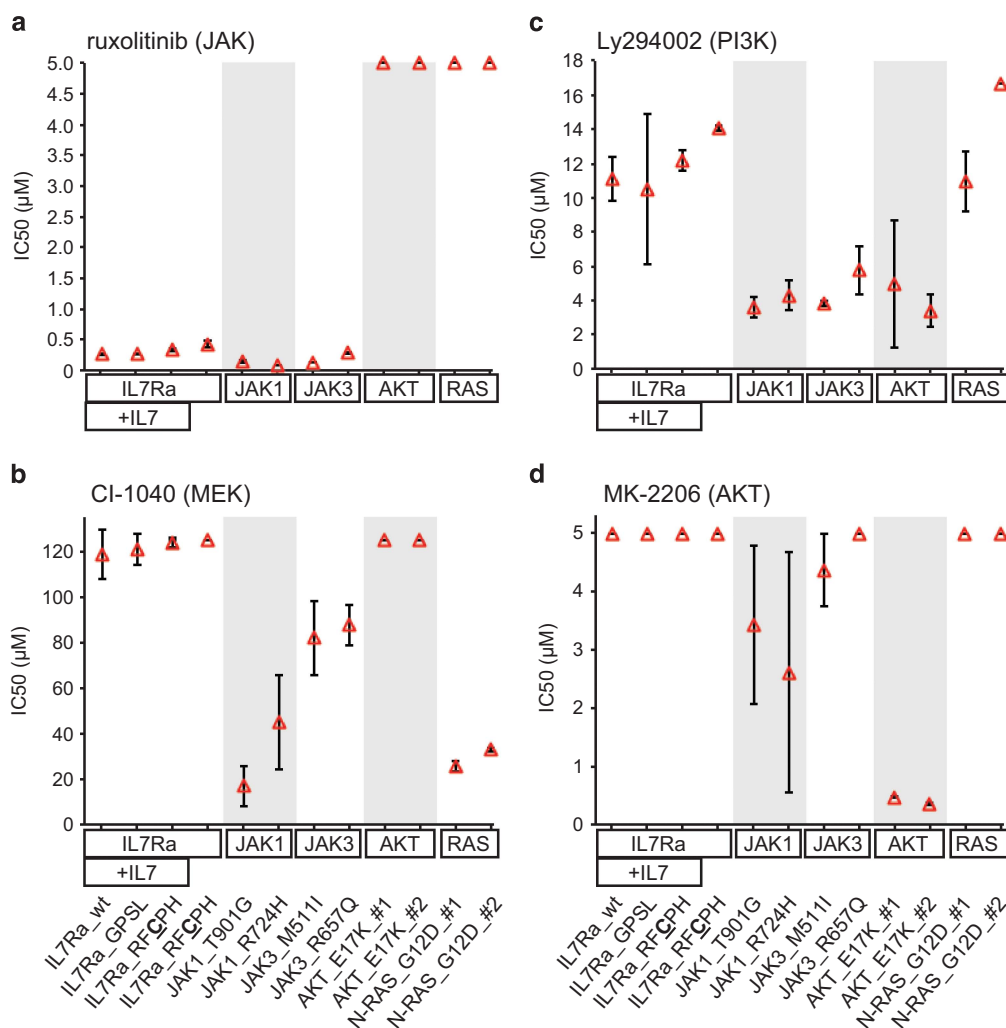 a
ruxolitinib (JAK)
5.0
4.5
4.0
3.5
3.0
2.5
2.0
1.5
1.0
0.5
0
IC50 (µM)
IL7Ra JAK1 JAK3 AKT RAS
+IL7
b
CI-1040 (MEK)
120
100
80
60
40
20
0
IC50 (µM)
IL7Ra JAK1 JAK3 AKT RAS
+IL7
IL7Ra_wt
IL7Ra_GPSL
IL7Ra_RFCPH
IL7Ra_RFCPH
JAK1_T901G
JAK1_R724H
JAK3_M511I
JAK3_R657Q
AKT_E17K_#1
AKT_E17K_#2
N-RAS_G12D_#1
N-RAS_G12D_#2
c
Ly294002 (PI3K)
18
16
14
12
10
8
6
4
2
0
IC50 (µM)
IL7Ra JAK1 JAK3 AKT RAS
+IL7
d
MK-2206 (AKT)
5
4
3
2
1
0
IC50 (µM)
IL7Ra JAK1 JAK3 AKT RAS
+IL7
IL7Ra_wt
IL7Ra_GPSL
IL7Ra_RFCPH
IL7Ra_RFCPH
JAK1_T901G
JAK1_R724H
JAK3_M511I
JAK3_R657Q
AKT_E17K_#1
AKT_E17K_#2
N-RAS_G12D_#1
N-RAS_G12D_#2